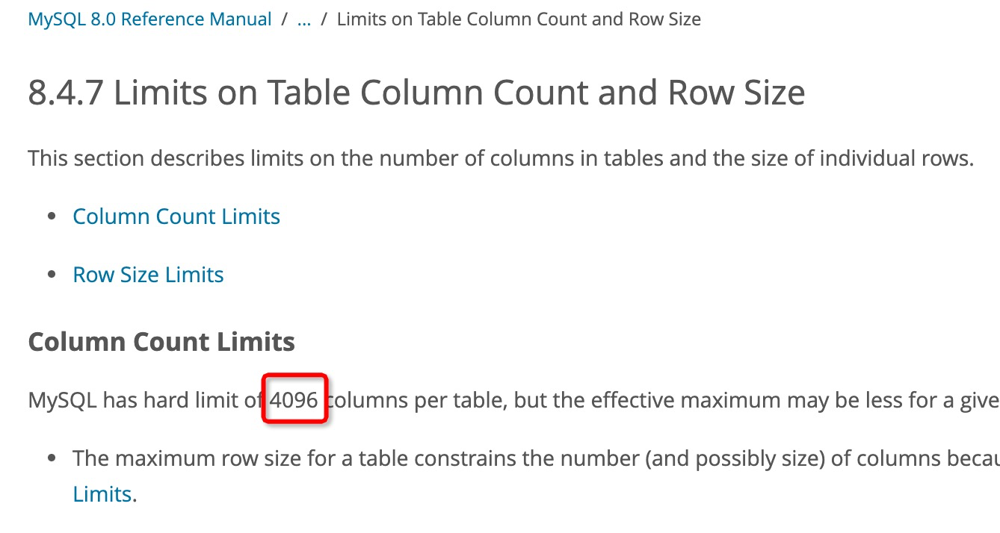 MySQL 8.0 Reference Manual / ... / Limits on Table Column Count and Row Size
8.4.7 Limits on Table Column Count and Row Size
This section describes limits on the number of columns in tables and the size of individual rows.
• Column Count Limits
• Row Size Limits
Column Count Limits
MySQL has hard limit of 4096 columns per table, but the effective maximum may be less for a give
• The maximum row size for a table constrains the number (and possibly size) of columns becau
Limits.